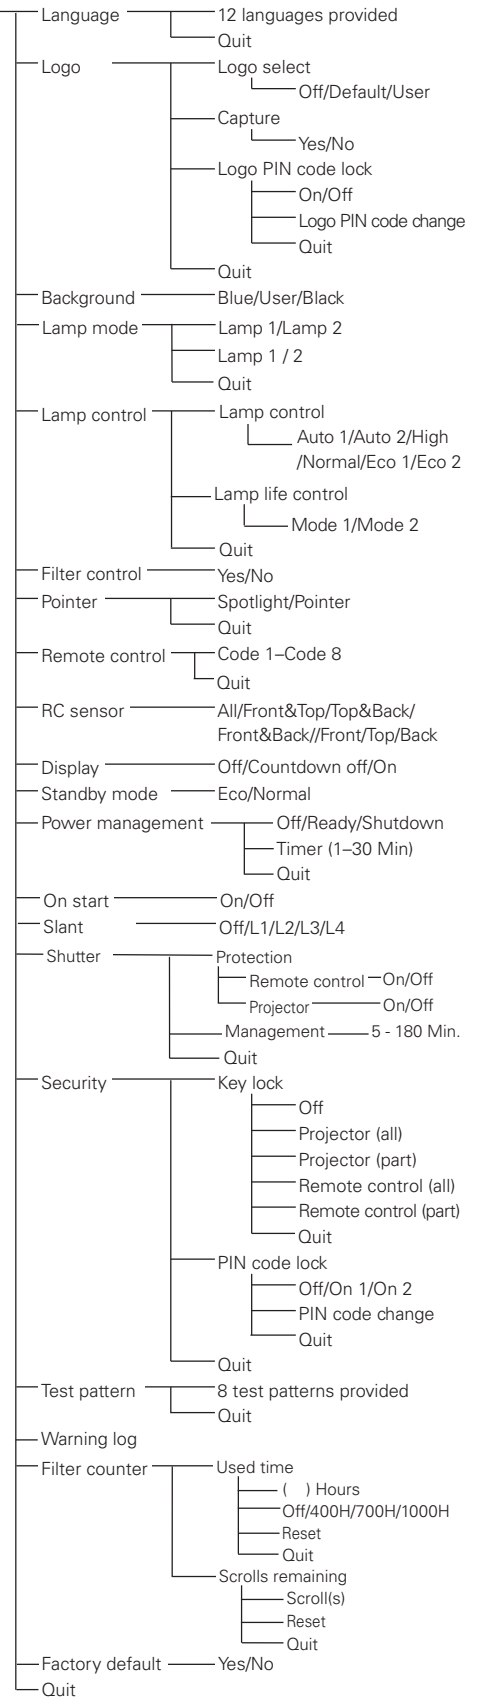 Language 12 languages provided
Quit
Logo Logo select
Off/Default/User
Capture
Yes/No
Logo PIN code lock
On/Off
Logo PIN code change
Quit
Quit
Background Blue/User/Black
Lamp mode Lamp 1/Lamp 2
Lamp 1 / 2
Quit
Lamp control Lamp control
Auto 1/Auto 2/High
/Normal/Eco 1/Eco 2
Lamp life control
Mode 1/Mode 2
Quit
Filter control Yes/No
Pointer Spotlight/Pointer
Quit
Remote control Code 1–Code 8
Quit
RC sensor All/Front&Top/Top&Back/
Front&Back//Front/Top/Back
Display Off/Countdown off/On
Standby mode Eco/Normal
Power management Off/Ready/Shutdown
Timer (1–30 Min)
Quit
On start On/Off
Slant Off/L1/L2/L3/L4
Shutter Protection
Remote control On/Off
Projector On/Off
Management 5 - 180 Min.
Quit
Security Key lock
Off
Projector (all)
Projector (part)
Remote control (all)
Remote control (part)
Quit
PIN code lock
Off/On 1/On 2
PIN code change
Quit
Quit
Test pattern 8 test patterns provided
Quit
Warning log
Filter counter Used time
( ) Hours
Off/400H/700H/1000H
Reset
Quit
Scrolls remaining
Scroll(s)
Reset
Quit
Factory default Yes/No
Quit